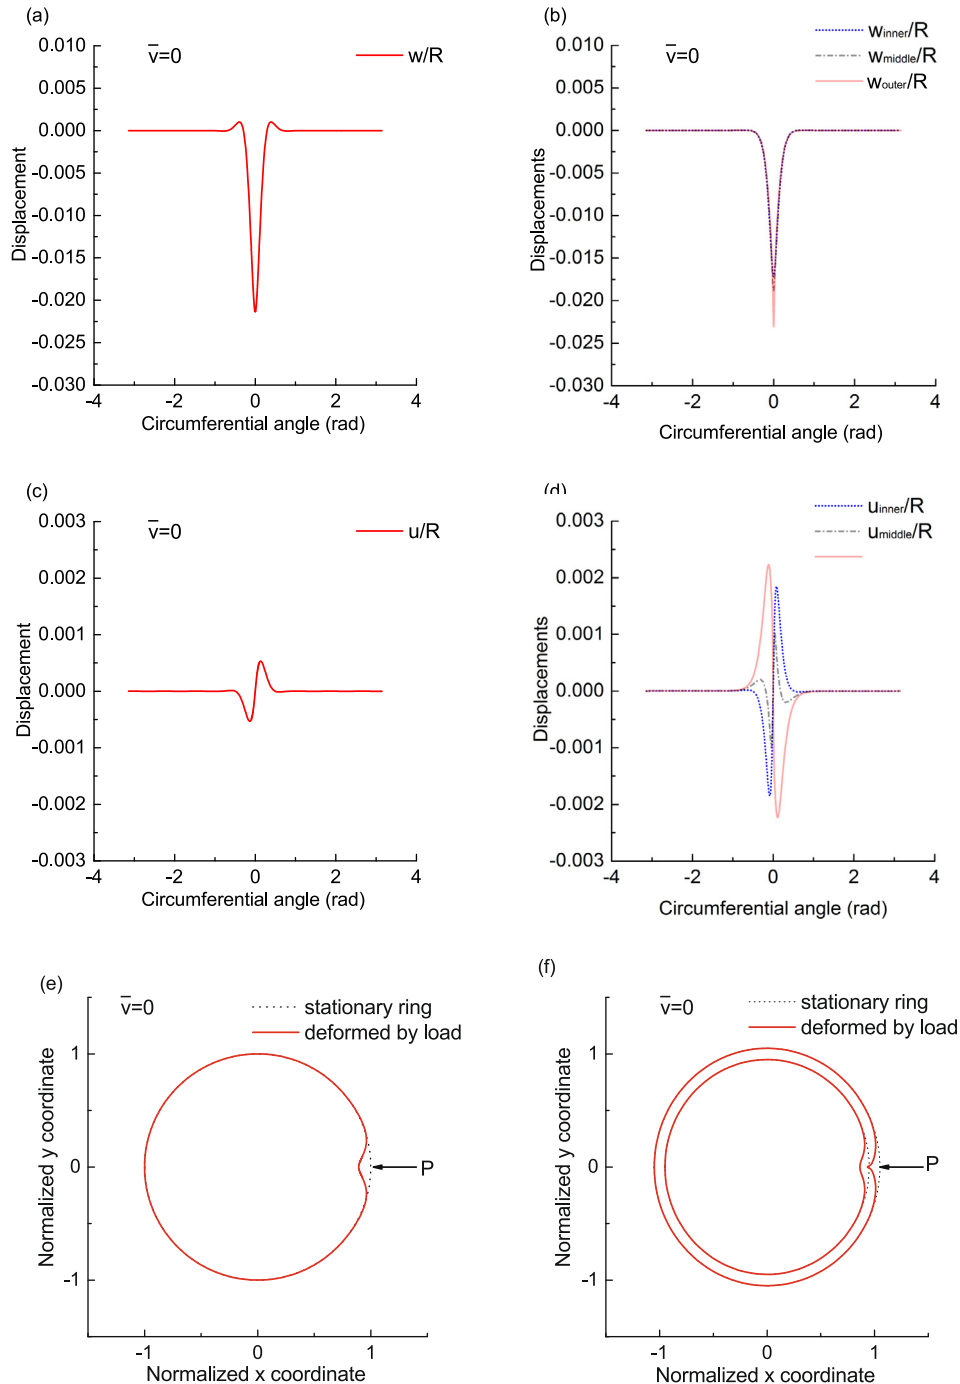 (a)
v̄=0
w/R
0.010
0.005
0.000
-0.005
-0.010
-0.015
-0.020
-0.025
-0.030
Displacement
-4 -2 0 2 4
Circumferential angle (rad)
(b)
v̄=0
w inner/R
w middle/R
w outer/R
0.010
0.005
0.000
-0.005
-0.010
-0.015
-0.020
-0.025
-0.030
Displacements
-4 -2 0 2 4
Circumferential angle (rad)
(c)
v̄=0
u/R
0.003
0.002
0.001
0.000
-0.001
-0.002
-0.003
Displacement
-4 -2 0 2 4
Circumferential angle (rad)
(d)
u inner/R
u middle/R
0.003
0.002
0.001
0.000
-0.001
-0.002
-0.003
Displacements
-4 -2 0 2 4
Circumferential angle (rad)
(e)
v̄=0
stationary ring
deformed by load
1
0
-1
Normalized y coordinate
P
-1 0 1
Normalized x coordinate
(f)
v̄=0
stationary ring
deformed by load
1
0
-1
Normalized y coordinate
P
-1 0 1
Normalized x coordinate